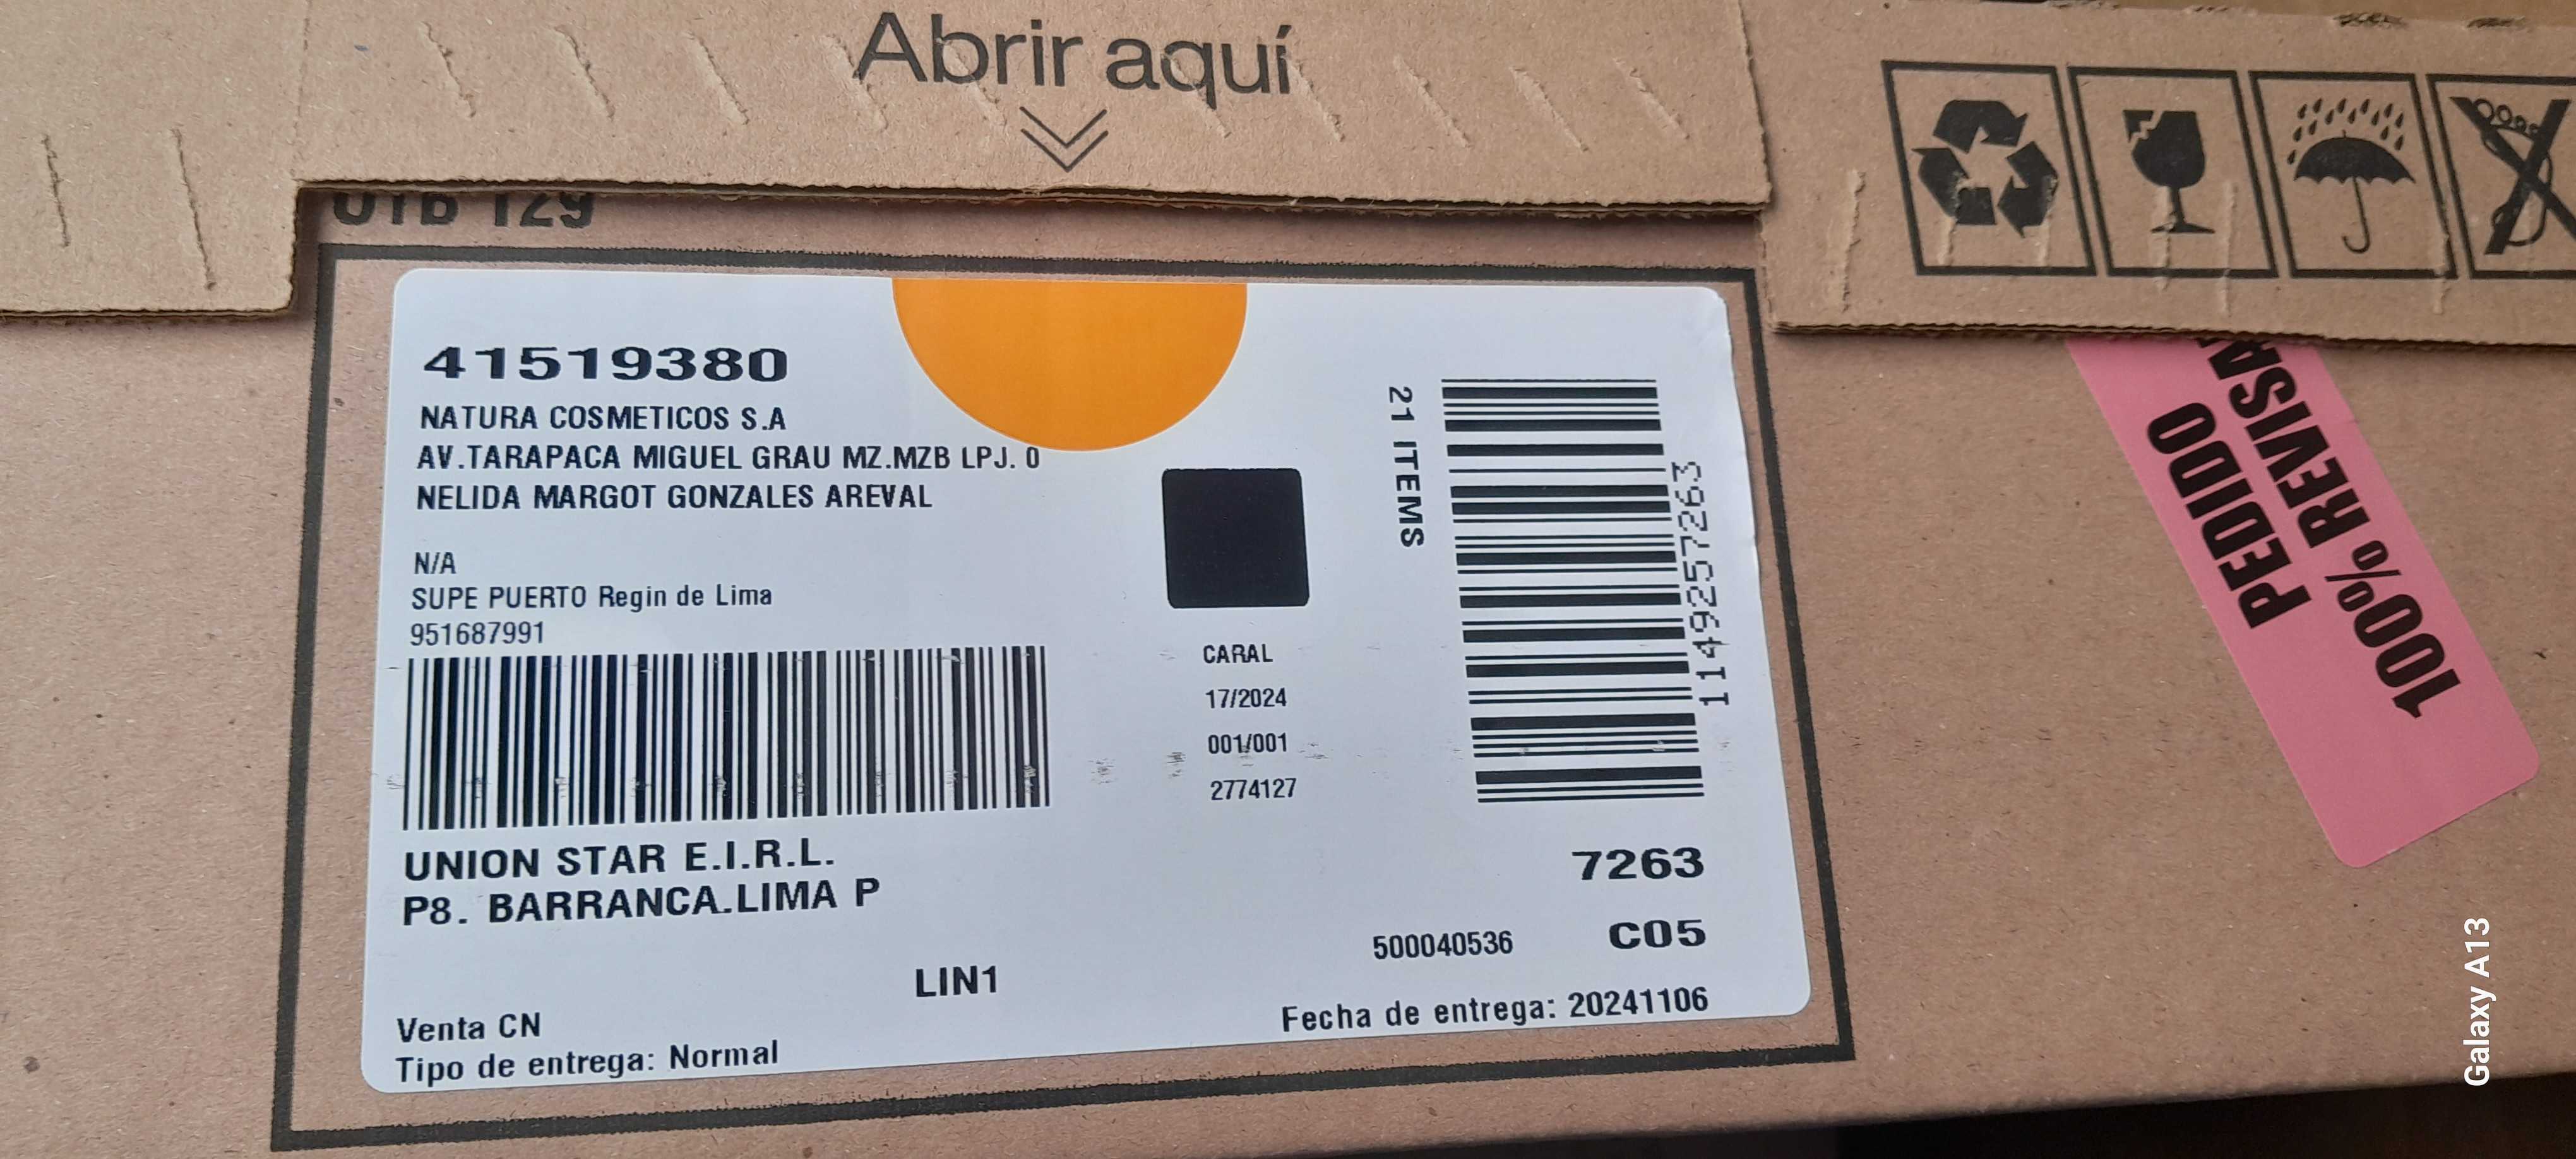 Abrir aquí
41519380
NATURA COSMETICOS S.A
AV.TARAPACA MIGUEL GRAU MZ.MZB LPJ. 0
NELIDA MARGOT GONZALES AREVAL
N/A
SUPE PUERTO Regin de Lima
951687991
UNION STAR E.I.R.L.
P8. BARRANCA.LIMA P
LIN1
Venta CN
Tipo de entrega: Normal
CARAL
17/2024
001/001
2774127
21 ITEMS
1149257263
7263
500040536 C05
Fecha de entrega: 20241106
PEDIDO
100%
Galaxy A13